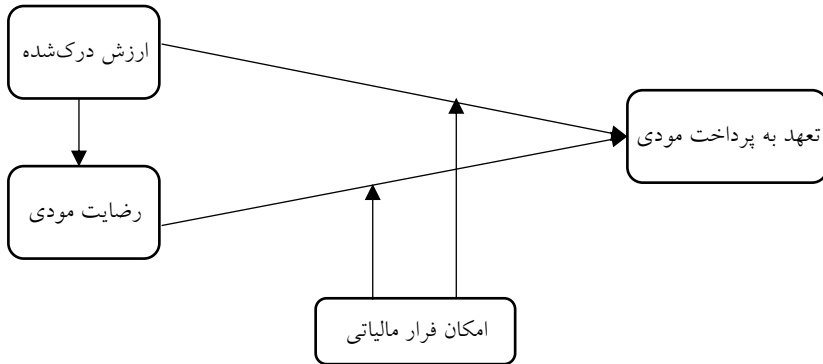 ارزش درک‌شده
تعهد به پرداخت مودی
رضایت مودی
امکان فرار مالیاتی